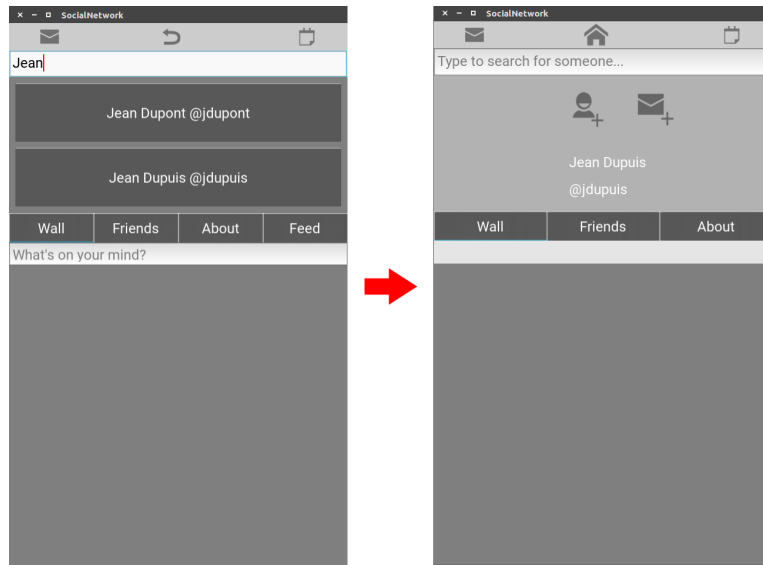 SocialNetwork
Jean
Jean Dupont @jdupont
Jean Dupuis @jdupuis
Wall Friends About Feed
What's on your mind?
SocialNetwork
Type to search for someone...
Jean Dupuis
@jdupuis
Wall Friends About